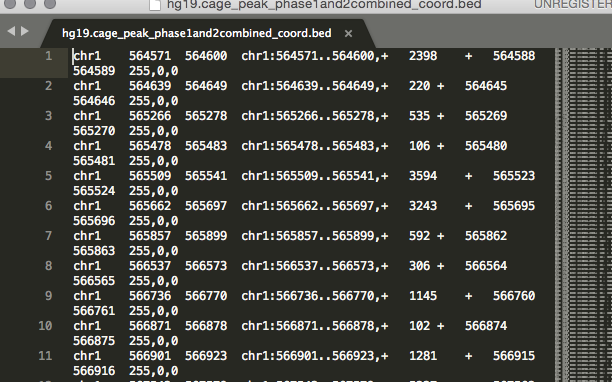 hg19.cage_peak_phase1and2combined_coord.bed UNREGISTER
hg19.cage_peak_phase1and2combined_coord.bed ×
1 chr1 564571 564600 chr1:564571..564600,+ 2398 + 564588
564589 255,0,0
2 chr1 564639 564649 chr1:564639..564649,+ 220 + 564645
564646 255,0,0
3 chr1 565266 565278 chr1:565266..565278,+ 535 + 565269
565270 255,0,0
4 chr1 565478 565483 chr1:565478..565483,+ 106 + 565480
565481 255,0,0
5 chr1 565509 565541 chr1:565509..565541,+ 3594 + 565523
565524 255,0,0
6 chr1 565662 565697 chr1:565662..565697,+ 3243 + 565695
565696 255,0,0
7 chr1 565857 565899 chr1:565857..565899,+ 592 + 565862
565863 255,0,0
8 chr1 566537 566573 chr1:566537..566573,+ 306 + 566564
566565 255,0,0
9 chr1 566736 566770 chr1:566736..566770,+ 1145 + 566760
566761 255,0,0
10 chr1 566871 566878 chr1:566871..566878,+ 102 + 566874
566875 255,0,0
11 chr1 566901 566923 chr1:566901..566923,+ 1281 + 566915
566916 255,0,0